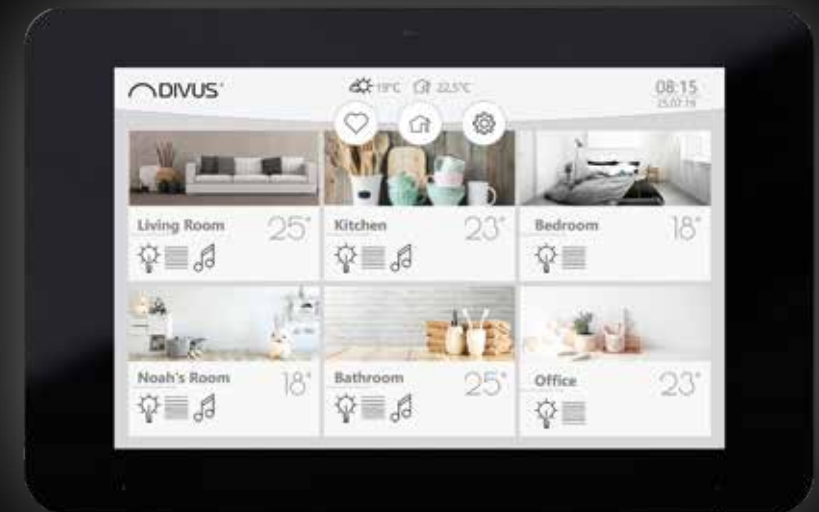 DIVUS
19°C 22,5°C
08:15
25.07.19
Living Room 25°
Kitchen 23°
Bedroom 18°
Noah's Room 18°
Bathroom 25°
Office 23°